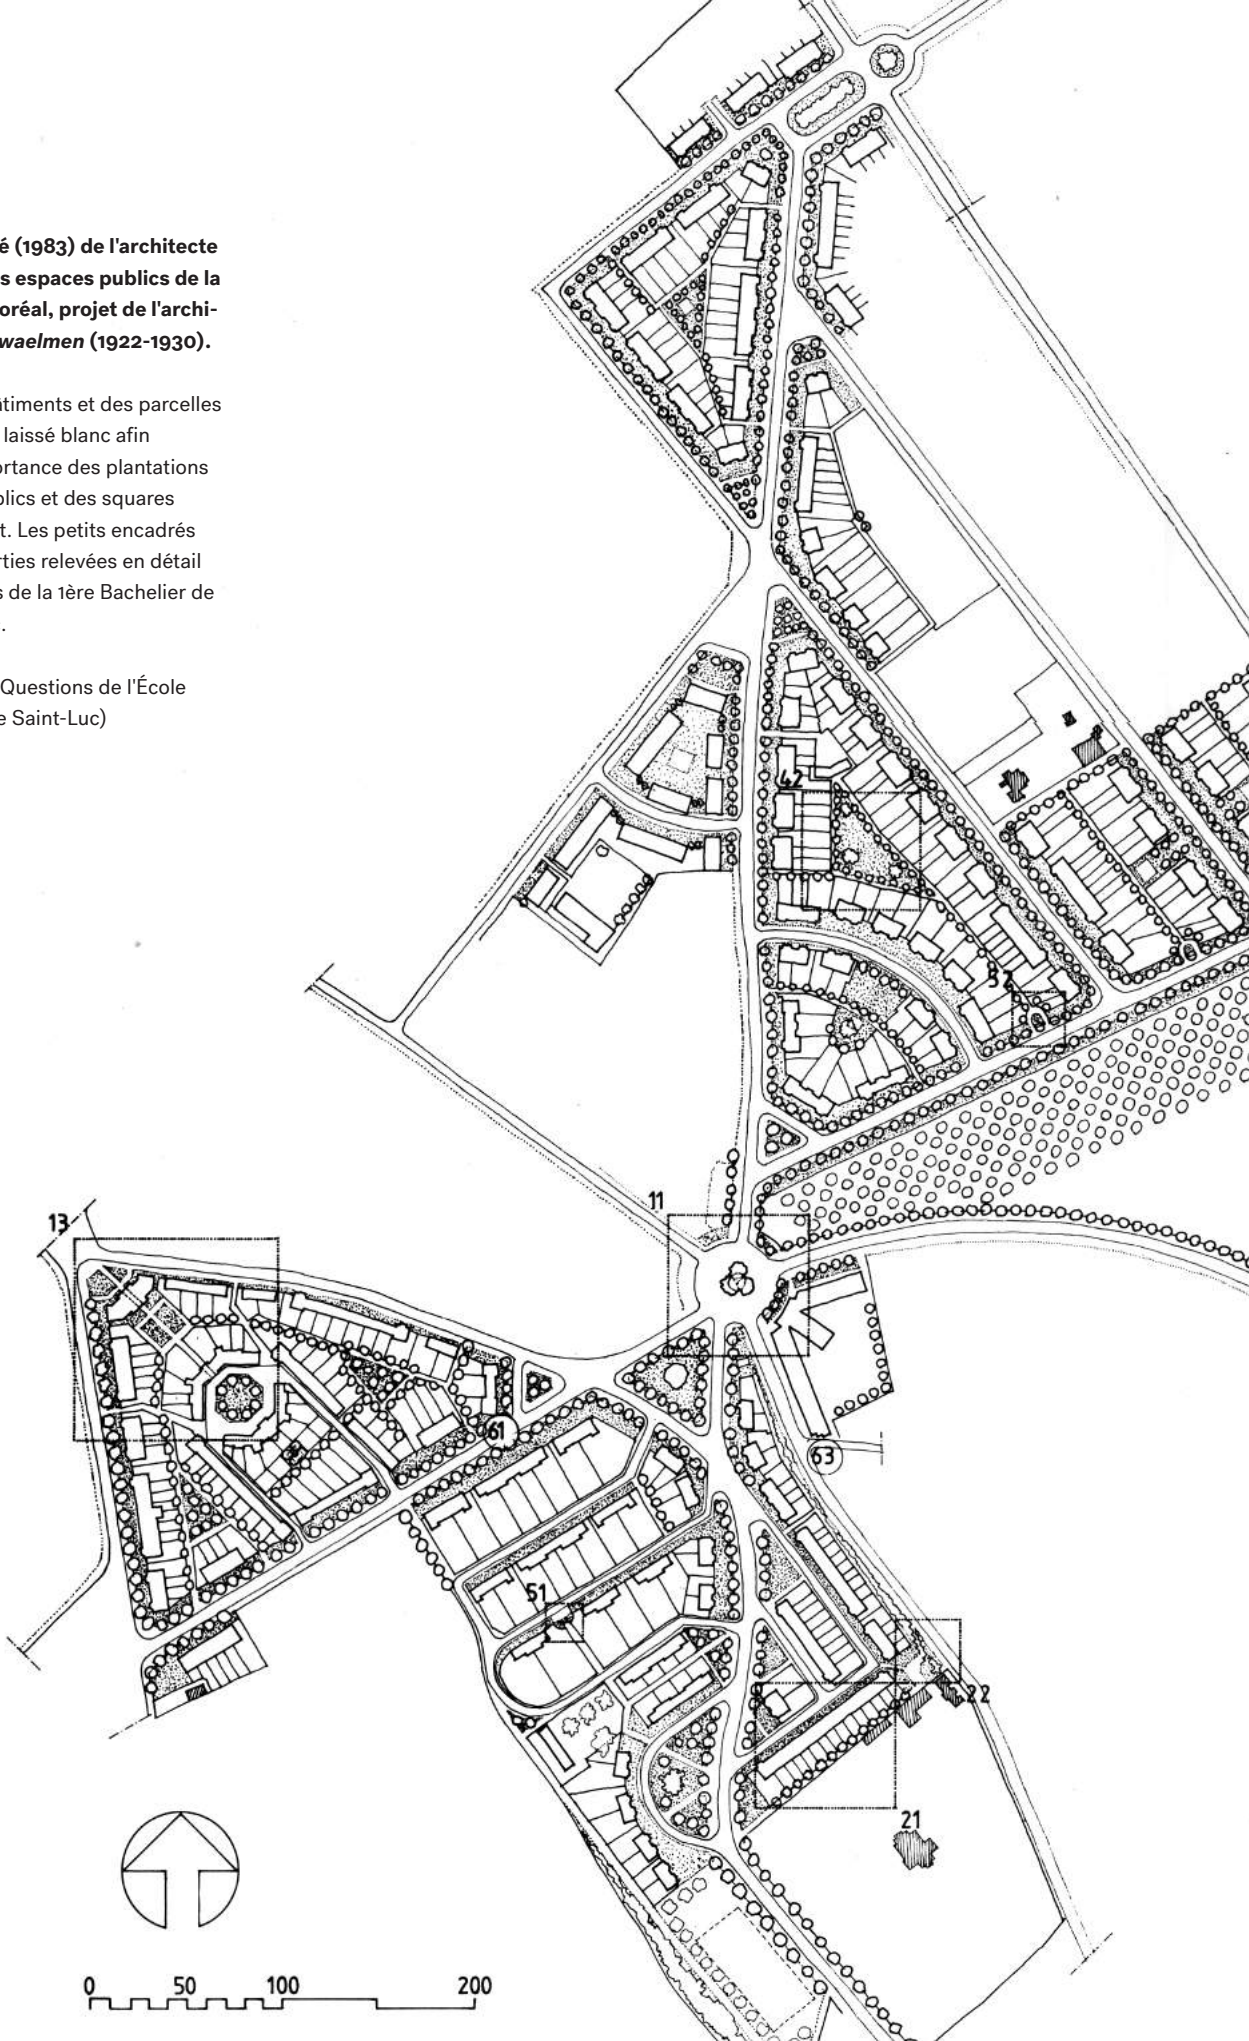 é (1983) de l'architecte
s espaces publics de la
oréal, projet de l'archi-
waelmen (1922-1930).
âtiments et des parcelles
laissé blanc afin
ortance des plantations
blics et des squares
t. Les petits encadrés
rties relevées en détail
s de la 1ère Bachelier de
.
Questions de l'École
e Saint-Luc)
42
32
11
13
61
63
51
22
21
0 50 100 200